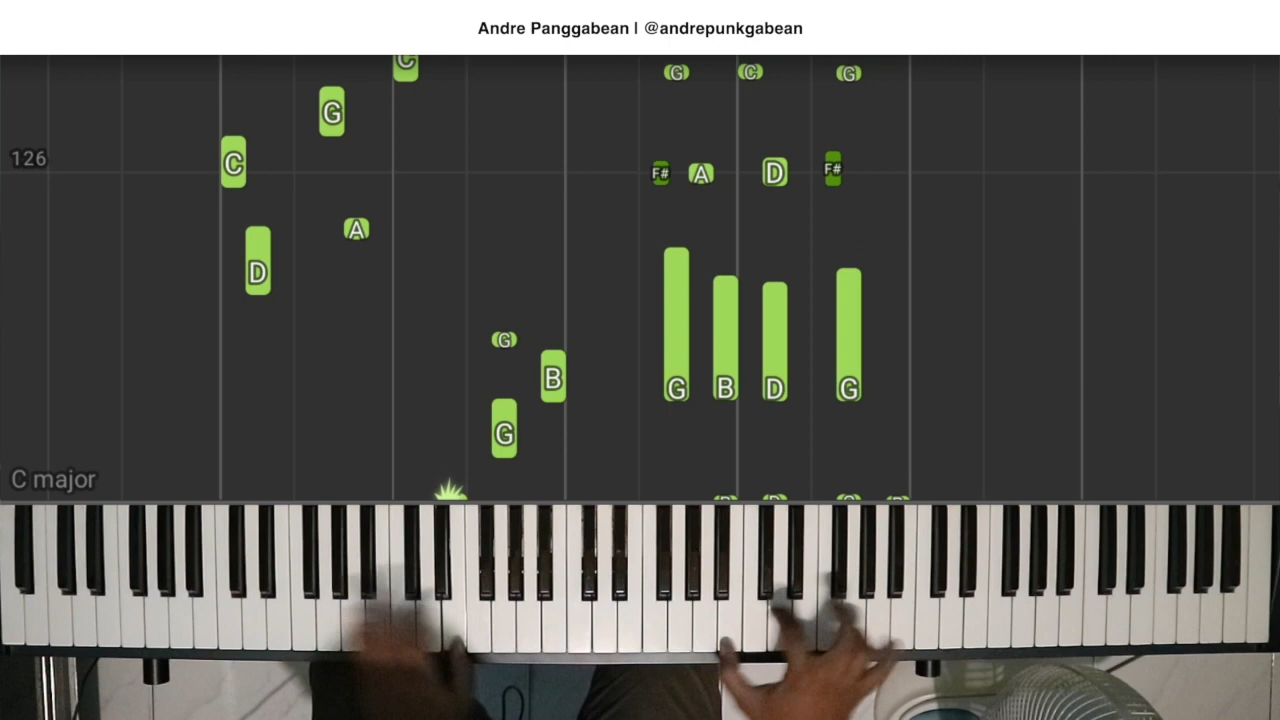 Andre Panggabean | @andrepunkgabean
C
G C G
G
C
126
F# A D F#
A
D
G
B
G B D G
G
C major